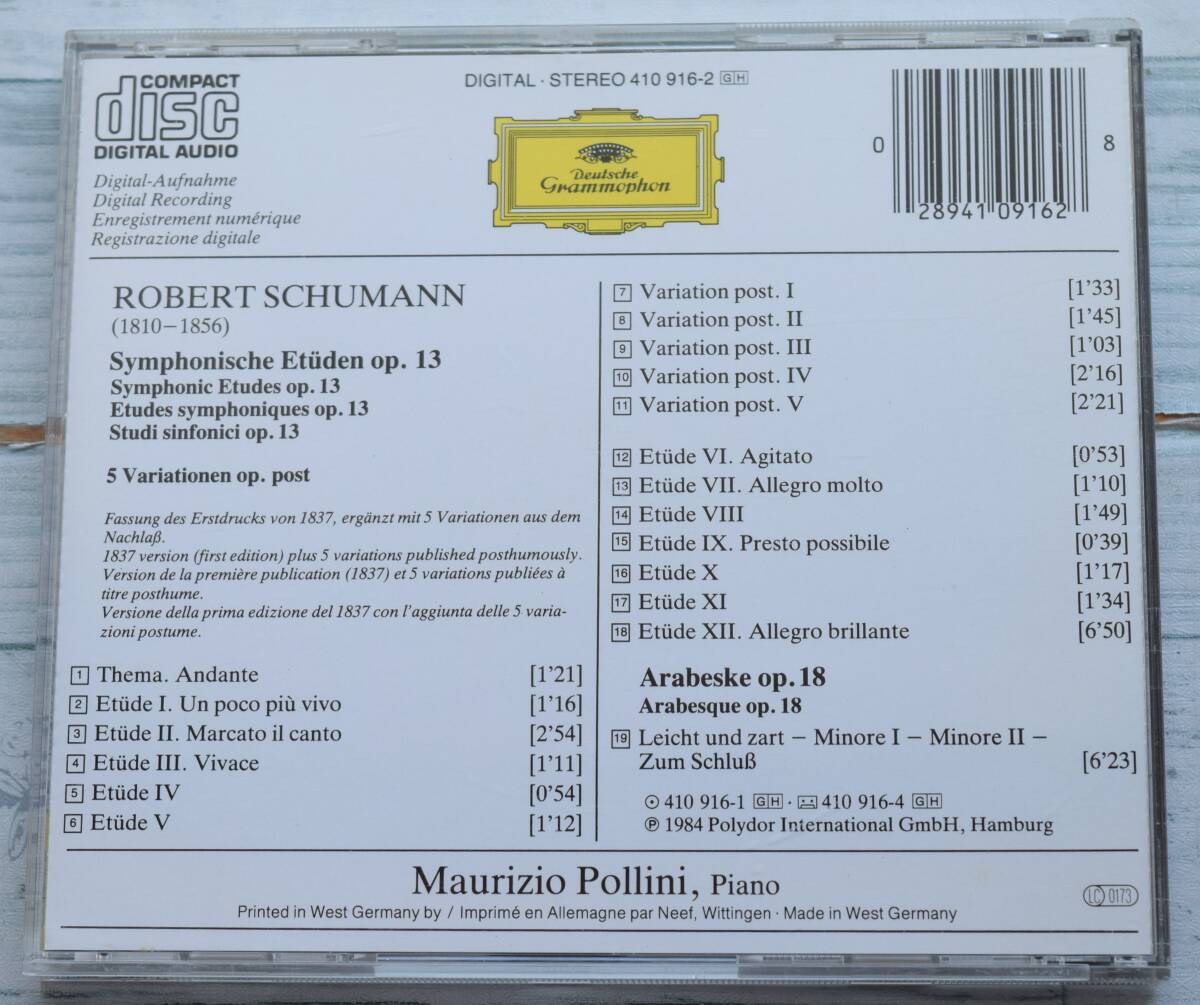 COMPACT
disc
DIGITAL AUDIO
Digital-Aufnahme
Digital Recording
Enregistrement numérique
Registrazione digitale
DIGITAL · STEREO 410 916-2 GH
Deutsche
Grammophon
0 28941 09162 8
ROBERT SCHUMANN
(1810–1856)
Symphonische Etüden op. 13
Symphonic Etudes op. 13
Etudes symphoniques op. 13
Studi sinfonici op. 13
5 Variationen op. post
Fassung des Erstdrucks von 1837, ergänzt mit 5 Variationen aus dem
Nachlaß.
1837 version (first edition) plus 5 variations published posthumously.
Version de la première publication (1837) et 5 variations publiées à
titre posthume.
Versione della prima edizione del 1837 con l'aggiunta delle 5 varia-
zioni postume.
1 Thema. Andante [1'21]
2 Etüde I. Un poco più vivo [1'16]
3 Etüde II. Marcato il canto [2'54]
4 Etüde III. Vivace [1'11]
5 Etüde IV [0'54]
6 Etüde V [1'12]
7 Variation post. I [1'33]
8 Variation post. II [1'45]
9 Variation post. III [1'03]
10 Variation post. IV [2'16]
11 Variation post. V [2'21]
12 Etüde VI. Agitato [0'53]
13 Etüde VII. Allegro molto [1'10]
14 Etüde VIII [1'49]
15 Etüde IX. Presto possibile [0'39]
16 Etüde X [1'17]
17 Etüde XI [1'34]
18 Etüde XII. Allegro brillante [6'50]
Arabeske op. 18
Arabesque op. 18
19 Leicht und zart – Minore I – Minore II –
Zum Schluß [6'23]
410 916-1 GH · 410 916-4 GH
℗ 1984 Polydor International GmbH, Hamburg
Maurizio Pollini, Piano
Printed in West Germany by / Imprimé en Allemagne par Neef, Wittingen · Made in West Germany
LC 0173